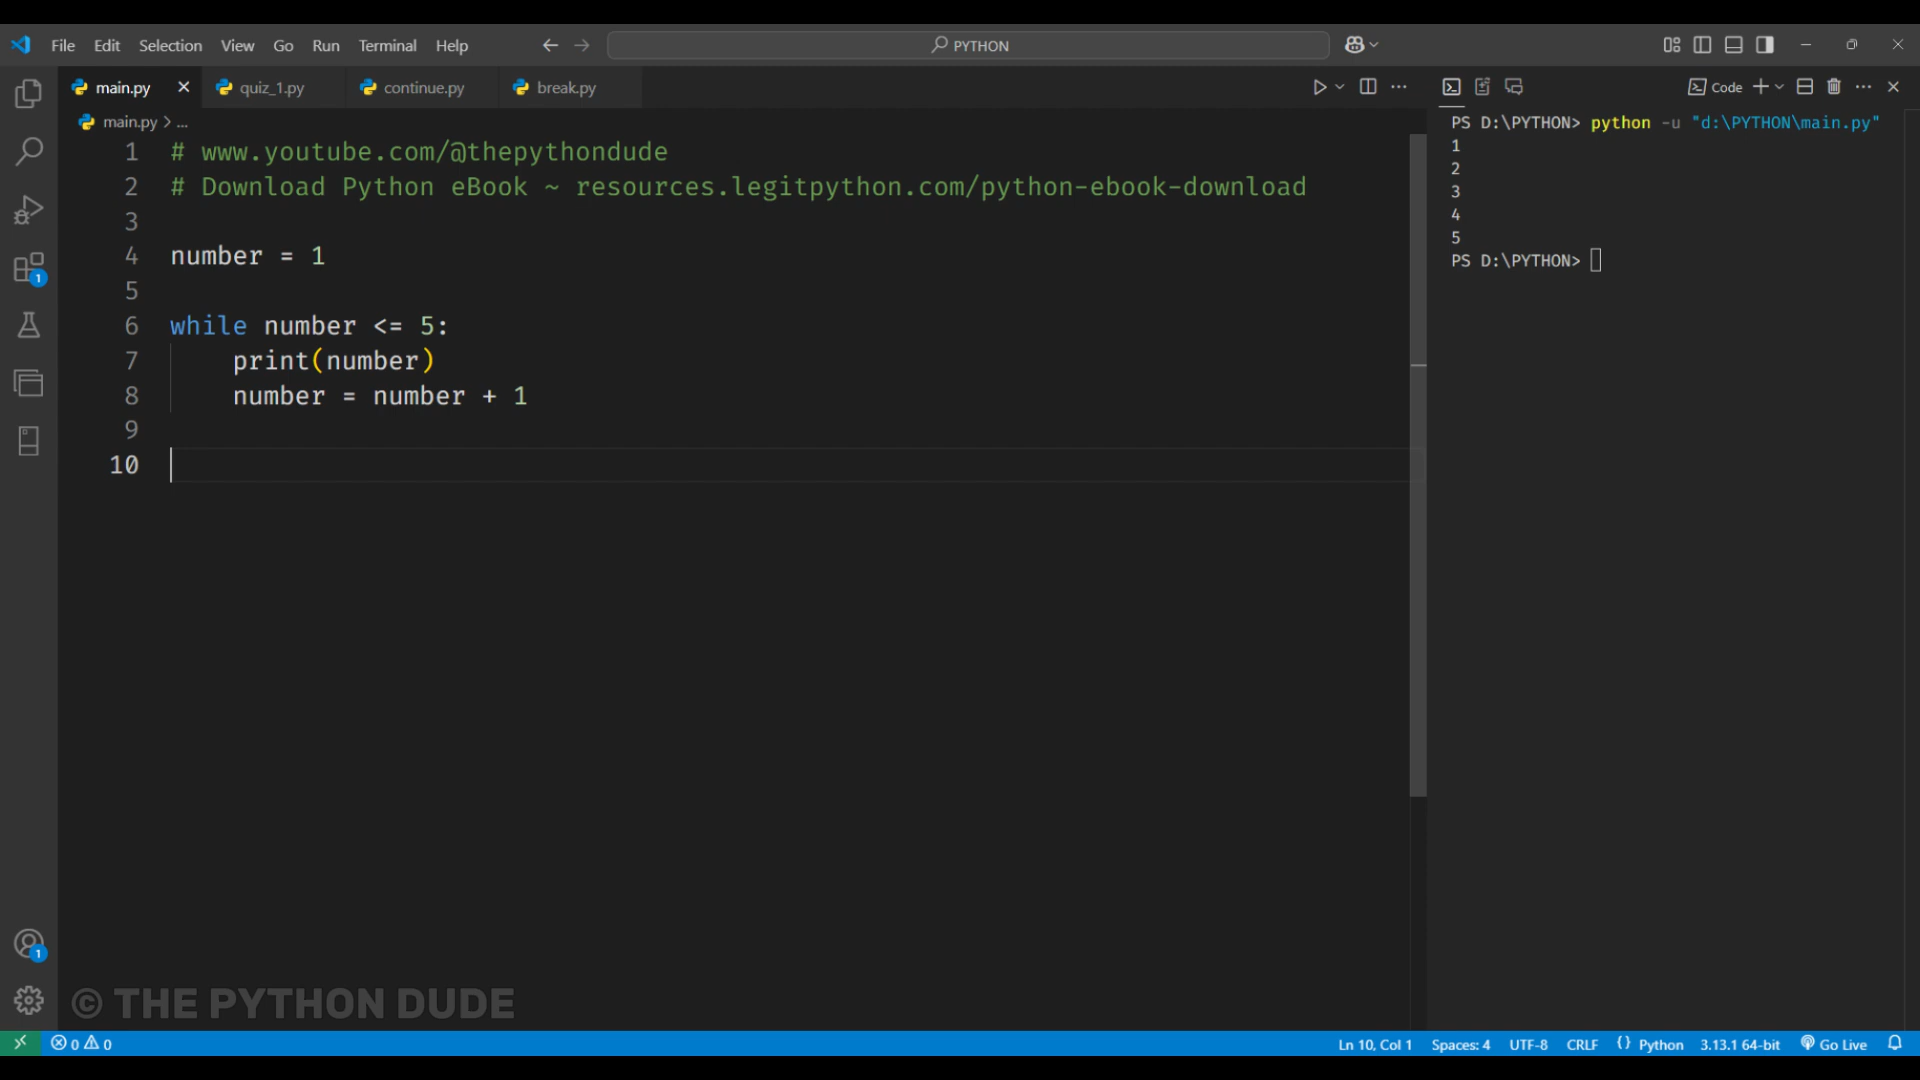 File Edit Selection View Go Run Terminal Help
PYTHON
main.py quiz_1.py continue.py break.py
Code
main.py > ...
1 # www.youtube.com/@thepythondude
2 # Download Python eBook ~ resources.legitpython.com/python-ebook-download
3
4 number = 1
5
6 while number <= 5:
7     print(number)
8     number = number + 1
9
10
PS D:\PYTHON> python -u "d:\PYTHON\main.py"
1
2
3
4
5
PS D:\PYTHON>
1
1
© THE PYTHON DUDE
0 0 Ln 10, Col 1 Spaces: 4 UTF-8 CRLF {} Python 3.13.1 64-bit Go Live